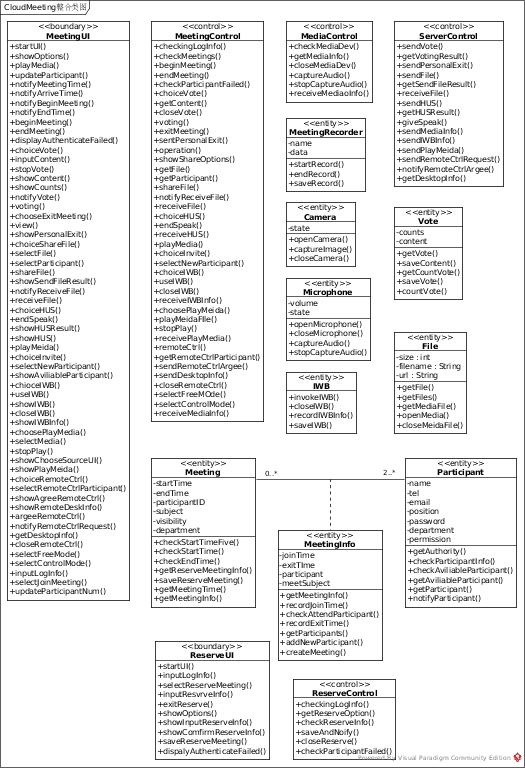 CloudMeeting整合类图
<<boundary>>
MeetingUI
+startUI()
+showOptions()
+playMedia()
+updateParticipant()
+notifyMeetingTime()
+notifyArriveTime()
+notifyBeginMeeting()
+notifyEndTime()
+beginMeeting()
+endMeeting()
+displayAuthenticateFailed()
+choiceVote()
+inputContent()
+stopVote()
+showContent()
+showCounts()
+notifyVote()
+voting()
+chooseExitMeeting()
+view()
+showPersonalExit()
+choiceShareFile()
+selectFile()
+selectParticipant()
+shareFile()
+showSendFileResult()
+notifyReceiveFile()
+receiveFile()
+choiceHUS()
+endSpeak()
+showHUSResult()
+showHUS()
+playMeida()
+choiceInvite()
+selectNewParticipant()
+showAviliableParticipant()
+chioceIWB()
+useIWB()
+showIWB()
+closeIWB()
+showIWBInfo()
+choosePlayMedia()
+selectMedia()
+stopPlay()
+showChooseSourceUI()
+showPlayMeida()
+choiceRemoteCtrl()
+selectRemoteCtrlParticipant()
+showAgreeRemoteCtrl()
+showRemoteDeskInfo()
+argeeRemoteCtrl()
+notifyRemoteCtrlRequest()
+getDesktopInfo()
+closeRemoteCtrl()
+selectFreeMode()
+selectControlMode()
+inputLogInfo()
+selectJoinMeeting()
+updateParticipantNum()
<<control>>
MeetingControl
+checkingLogInfo()
+checkMeetings()
+beginMeeting()
+endMeeting()
+checkParticipantFailed()
+choiceVote()
+getContent()
+closeVote()
+voting()
+exitMeeting()
+sentPersonalExit()
+operation()
+showShareOptions()
+getFile()
+getParticipant()
+shareFile()
+notifyReceiveFile()
+receiveFile()
+choiceHUS()
+endSpeak()
+receiveHUS()
+playMedia()
+choiceInvite()
+selectNewParticipant()
+choiceIWB()
+useIWB()
+closeIWB()
+receiveIWBInfo()
+choosePlayMeida()
+playMeidaFIle()
+stopPlay()
+receivePlayMedia()
+remoteCtrl()
+getRemoteCtrlParticipant()
+sendRemoteCtrlArgee()
+sendDesktopInfo()
+closeRemoteCtrl()
+selectFreeMOde()
+selectControlMode()
+receiveMediaInfo()
<<control>>
MediaControl
+checkMediaDev()
+getMediaInfo()
+closeMediaDev()
+captureAudio()
+stopCaptureAudio()
+receiveMediaoInfo()
<<control>>
ServerControl
+sendVote()
+getVotingResult()
+sendPersonalExit()
+sendFile()
+getSendFileResult()
+receiveFile()
+sendHUS()
+getHUSResult()
+giveSpeak()
+sendMediaInfo()
+sendIWBInfo()
+sendPlayMeida()
+sendRemoteCtrlRequest()
+notifyRemoteCtrlArgee()
+getDesktopInfo()
<<entity>>
MeetingRecorder
-name
-data
+startRecord()
+endRecord()
+saveRecord()
<<entity>>
Camera
-state
+openCamera()
+captureImage()
+closeCamera()
<<entity>>
Vote
-counts
-content
+getVote()
+saveContent()
+getCountVote()
+saveVote()
+countVote()
<<entity>>
Microphone
-volume
-state
+openMicrophone()
+closeMicrophone()
+captureAudio()
+stopCaptureAudio()
<<entity>>
File
-size : int
-filename : String
-url : String
+getFile()
+getFiles()
+getMediaFile()
+openMedia()
+closeMeidaFile()
<<entity>>
IWB
+invokeIWB()
+closeIWB()
+recordIWBInfo()
+saveIWB()
<<entity>>
Meeting
-startTime
-endTime
-participantID
-subject
-visibility
-department
+checkStartTimeFive()
+checkStartTime()
+checkEndTime()
+getReserveMeetingInfo()
+saveReserveMeeting()
+getMeetingTime()
+getMeetingInfo()
0..*
2..*
<<entity>>
Participant
-name
-tel
-email
-position
-password
-department
-permission
+getAuthority()
+checkParticipantInfo()
+checkAviliableParticipant()
+getAviliableParticipant()
+getParticipant()
+notifyParticipant()
<<entity>>
MeetingInfo
-joinTime
-exitTIme
-participant
-meetSubject
+getMeetingInfo()
+recordJoinTime()
+checkAttendParticipant()
+recordExitTime()
+getParticipants()
+addNewParticipant()
+createMeeting()
<<boundary>>
ReserveUI
+startUI()
+inputLogInfo()
+selectReserveMeeting()
+inputResvrveInfo()
+exitReserve()
+showOptions()
+showInputReserveInfo()
+showComfirmReserveInfo()
+saveReserveMeeting()
+dispalyAuthenticateFailed()
<<control>>
ReserveControl
+checkingLogInfo()
+getReserveOption()
+checkReserveInfo()
+saveAndNoify()
+closeReserve()
+checkParticipantFailed()
Powered By Visual Paradigm Community Edition